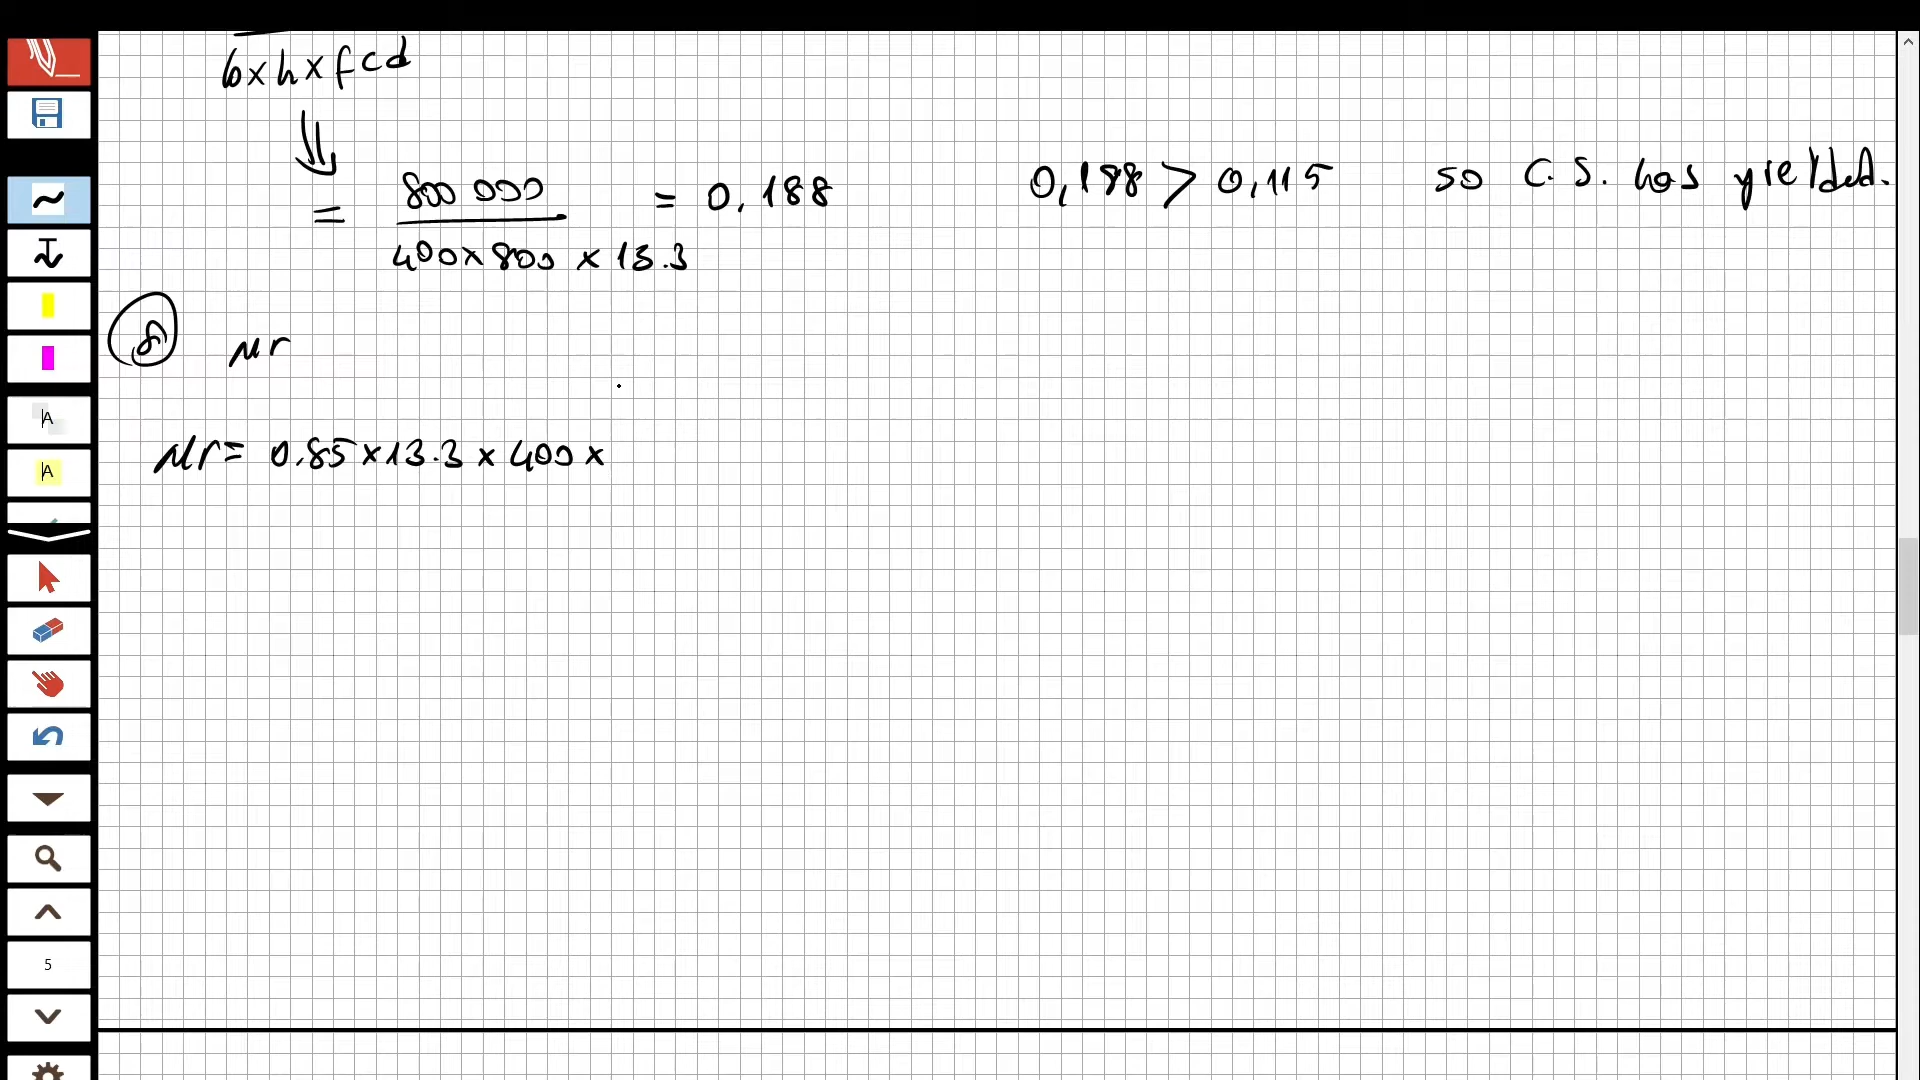 b×h×fcd
= 800 000 / 400×800 × 13.3 = 0,188 0,188 > 0,115 so C.S. has yielded.
8 Mr
Mr= 0.85×13.3×400×
A
A
5